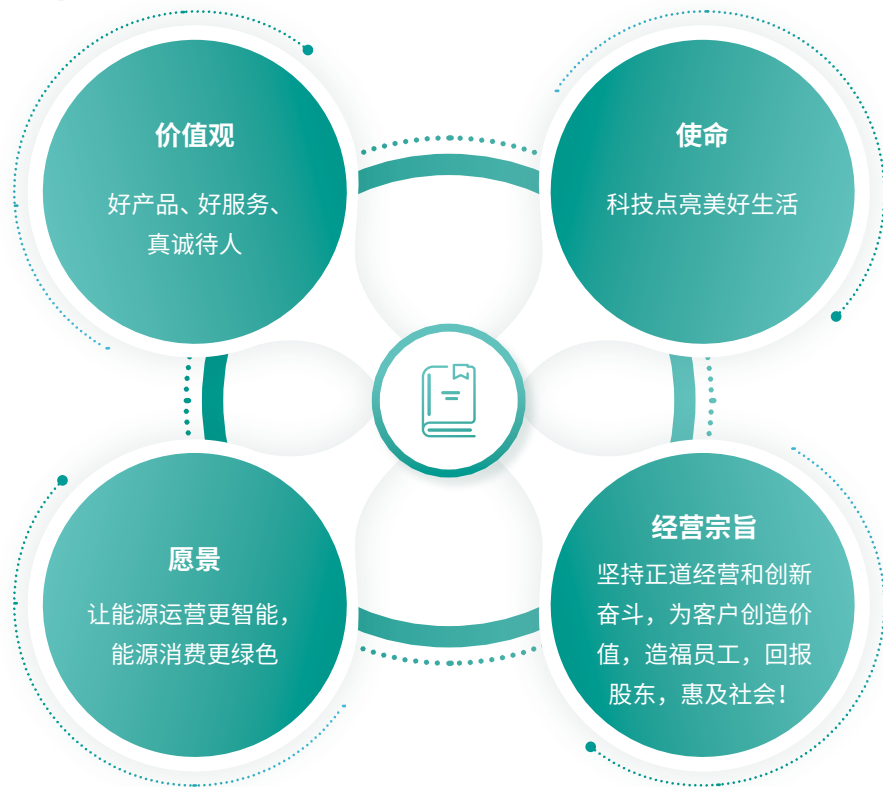 价值观
好产品、好服务、
真诚待人
使命
科技点亮美好生活
愿景
让能源运营更智能，
能源消费更绿色
经营宗旨
坚持正道经营和创新
奋斗，为客户创造价
值，造福员工，回报
股东，惠及社会！